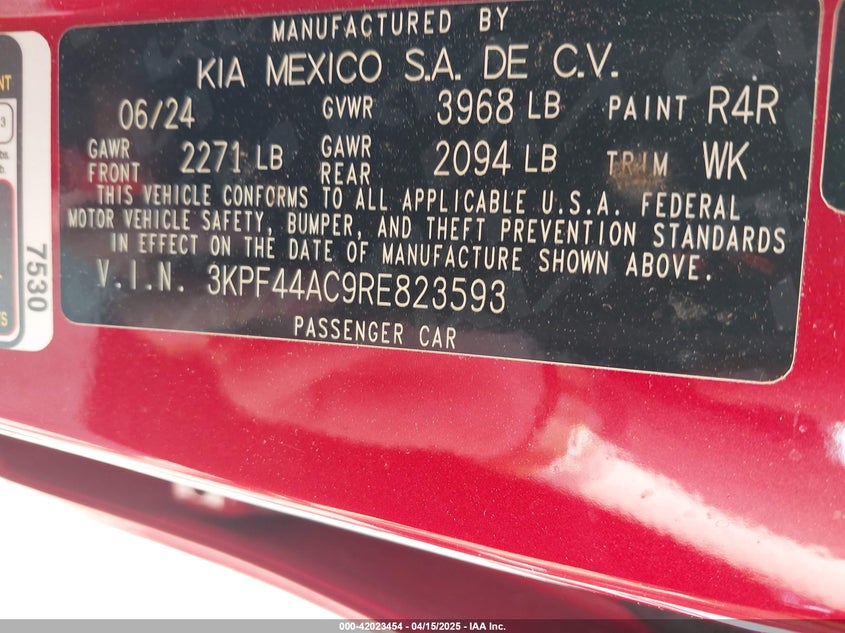 MANUFACTURED BY
KIA MEXICO S.A. DE C.V.
06/24 GVWR 3968 LB PAINT R4R
GAWR FRONT 2271 LB GAWR REAR 2094 LB TRIM WK
THIS VEHICLE CONFORMS TO ALL APPLICABLE U.S.A. FEDERAL
MOTOR VEHICLE SAFETY, BUMPER, AND THEFT PREVENTION STANDARDS
IN EFFECT ON THE DATE OF MANUFACTURE SHOWN ABOVE.
V.I.N. 3KPF44AC9RE823593
PASSENGER CAR
7530
000-42023454 - 04/15/2025 - IAA Inc.